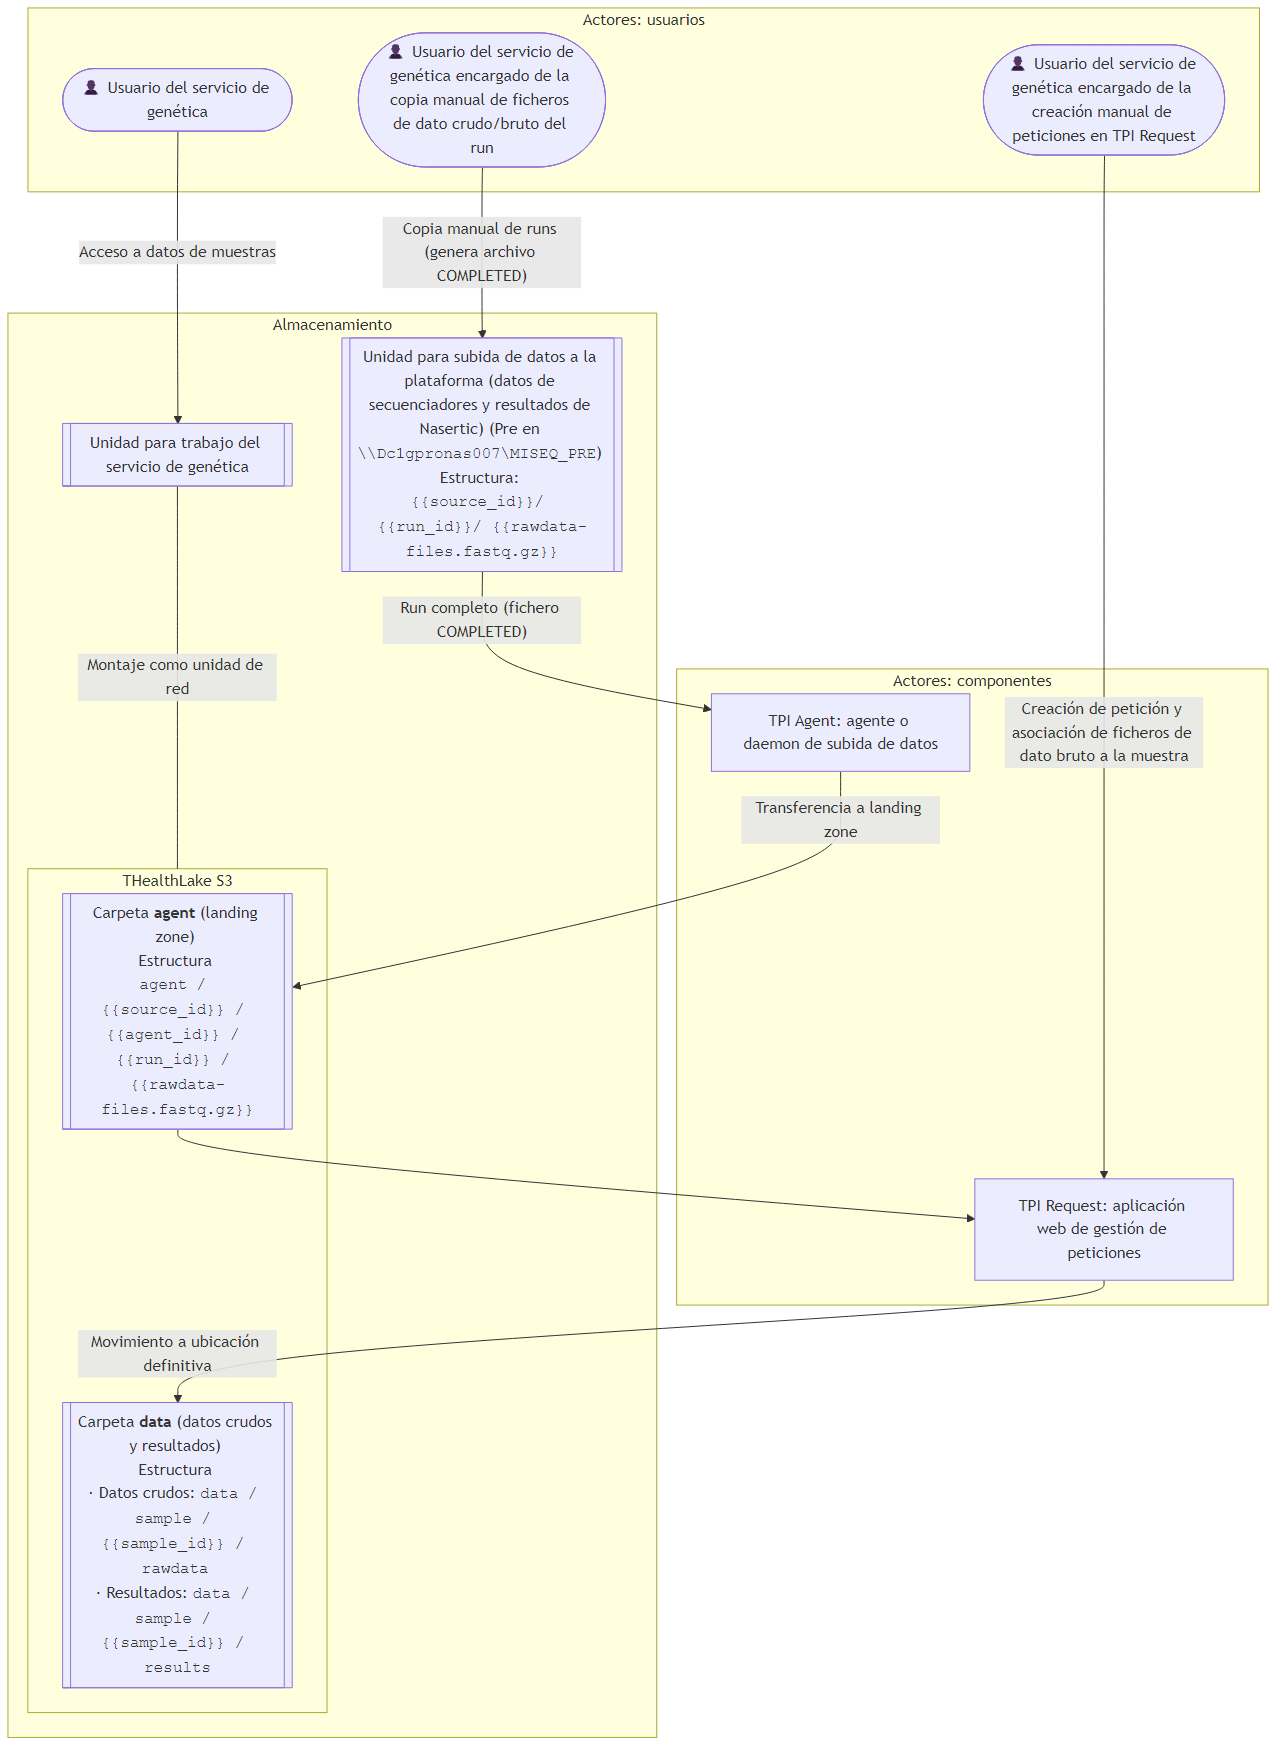 Actores: usuarios
Usuario del servicio de
genética
Usuario del servicio de
genética encargado de la
copia manual de ficheros
de dato crudo/bruto del
run
Usuario del servicio de
genética encargado de la
creación manual de
peticiones en TPI Request
Acceso a datos de muestras
Copia manual de runs
(genera archivo
COMPLETED)
Almacenamiento
Unidad para subida de datos a la
plataforma (datos de
secuenciadores y resultados de
Nasertic) (Pre en
\\Dc1gpronas007\MISEQ_PRE)
Estructura:
{{source_id}}/
{{run_id}}/ {{rawdata-
files.fastq.gz}}
Unidad para trabajo del
servicio de genética
Run completo (fichero
COMPLETED)
Montaje como unidad de
red
Actores: componentes
TPI Agent: agente o
daemon de subida de datos
Creación de petición y
asociación de ficheros de
dato bruto a la muestra
Transferencia a landing
zone
THealthLake S3
Carpeta agent (landing
zone)
Estructura
agent /
{{source_id}} /
{{agent_id}} /
{{run_id}} /
{{rawdata-
files.fastq.gz}}
TPI Request: aplicación
web de gestión de
peticiones
Movimiento a ubicación
definitiva
Carpeta data (datos crudos
y resultados)
Estructura
· Datos crudos: data /
sample /
{{sample_id}} /
rawdata
· Resultados: data /
sample /
{{sample_id}} /
results